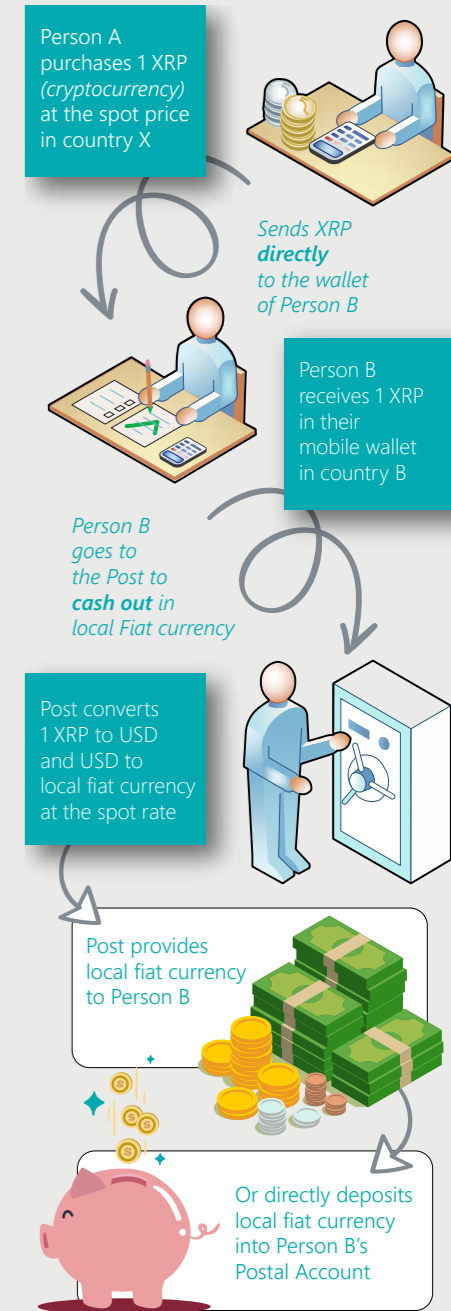 Person A
purchases 1 XRP
(cryptocurrency)
at the spot price
in country X
Sends XRP
directly
to the wallet
of Person B
Person B
receives 1 XRP
in their
mobile wallet
in country B
Person B
goes to
the Post to
cash out in
local Fiat currency
Post converts
1 XRP to USD
and USD to
local fiat currency
at the spot rate
Post provides
local fiat currency
to Person B
Or directly deposits
local fiat currency
into Person B’s
Postal Account